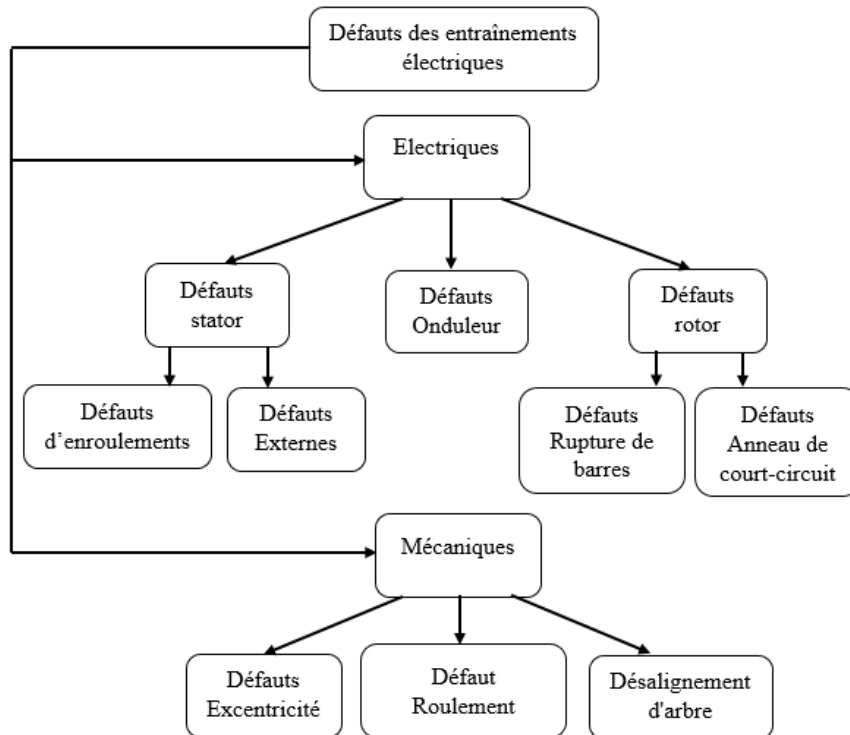 Défauts des entraînements
électriques
Electriques
Défauts
stator
Défauts
Onduleur
Défauts
rotor
Défauts
d’enroulements
Défauts
Externes
Défauts
Rupture de
barres
Défauts
Anneau de
court-circuit
Mécaniques
Défauts
Excentricité
Défaut
Roulement
Désalignement
d'arbre